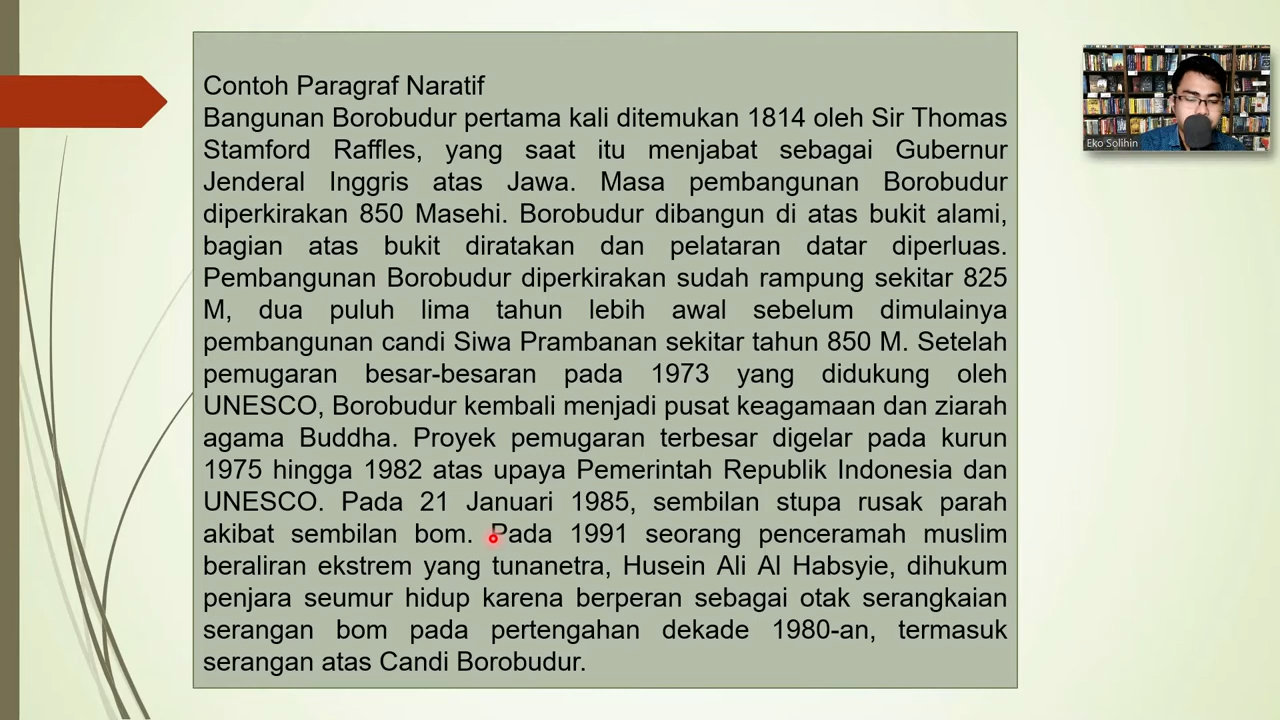 Contoh Paragraf Naratif
Bangunan Borobudur pertama kali ditemukan 1814 oleh Sir Thomas
Stamford Raffles, yang saat itu menjabat sebagai Gubernur
Jenderal Inggris atas Jawa. Masa pembangunan Borobudur
diperkirakan 850 Masehi. Borobudur dibangun di atas bukit alami,
bagian atas bukit diratakan dan pelataran datar diperluas.
Pembangunan Borobudur diperkirakan sudah rampung sekitar 825
M, dua puluh lima tahun lebih awal sebelum dimulainya
pembangunan candi Siwa Prambanan sekitar tahun 850 M. Setelah
pemugaran besar-besaran pada 1973 yang didukung oleh
UNESCO, Borobudur kembali menjadi pusat keagamaan dan ziarah
agama Buddha. Proyek pemugaran terbesar digelar pada kurun
1975 hingga 1982 atas upaya Pemerintah Republik Indonesia dan
UNESCO. Pada 21 Januari 1985, sembilan stupa rusak parah
akibat sembilan bom. Pada 1991 seorang penceramah muslim
beraliran ekstrem yang tunanetra, Husein Ali Al Habsyie, dihukum
penjara seumur hidup karena berperan sebagai otak serangkaian
serangan bom pada pertengahan dekade 1980-an, termasuk
serangan atas Candi Borobudur.
Eko Solihin